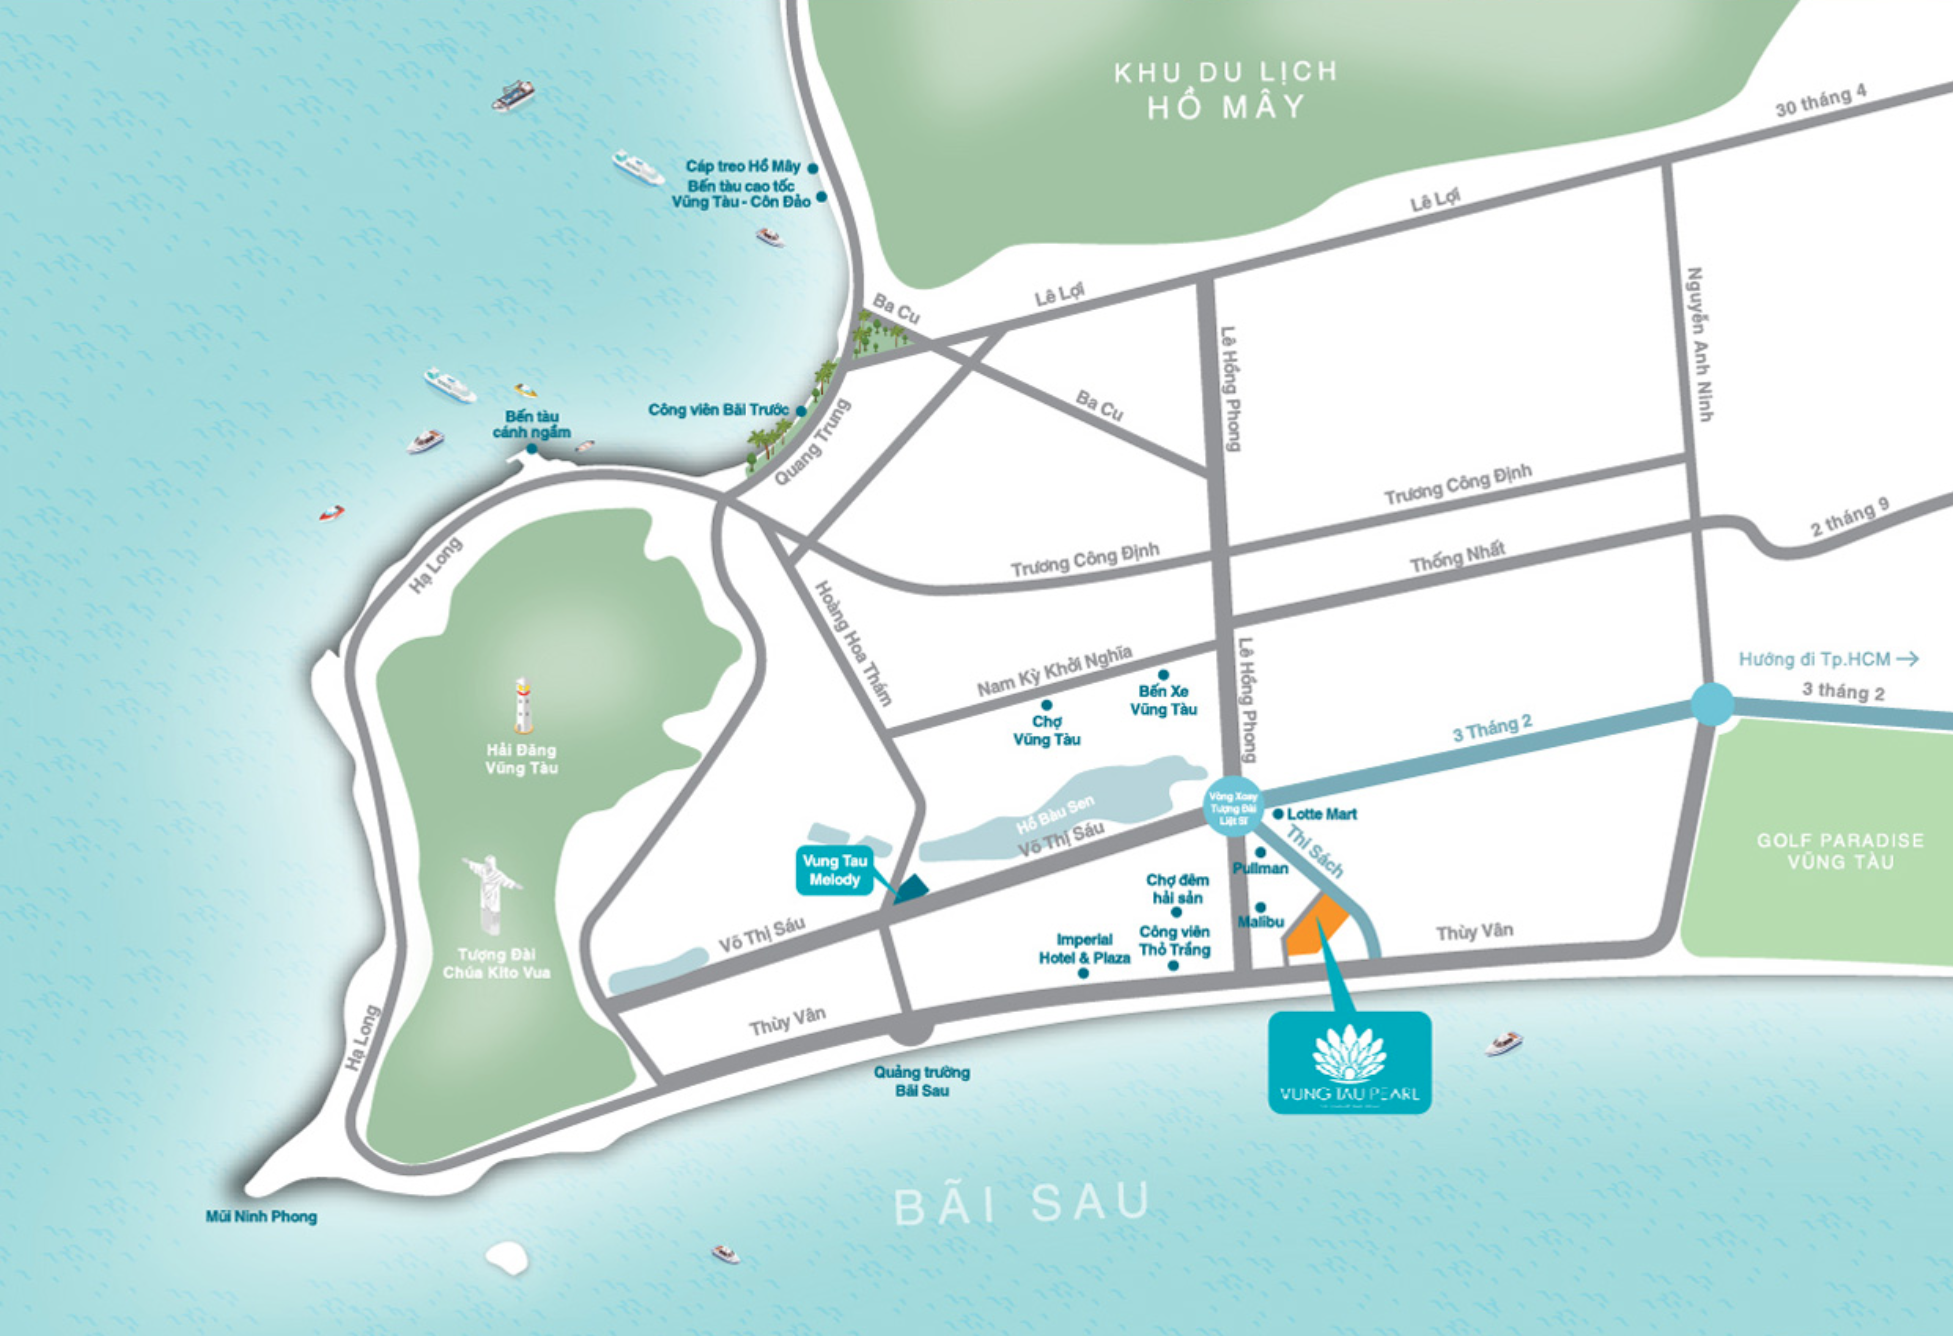 KHU DU LỊCH
HỒ MÂY
30 tháng 4
Cáp treo Hồ Mây
Bến tàu cao tốc
Vũng Tàu - Côn Đảo
Lê Lợi
Lê Lợi
Ba Cu
Nguyễn Anh Ninh
Lê Hồng Phong
Ba Cu
Bến tàu
cánh ngầm
Công viên Bãi Trước
Quang Trung
Trương Công Định
2 tháng 9
Hạ Long
Trương Công Định
Thống Nhất
Hoàng Hoa Thám
Nam Kỳ Khởi Nghĩa
Lê Hồng Phong
Hướng đi Tp.HCM
3 tháng 2
Bến Xe
Vũng Tàu
Chợ
Vũng Tàu
3 Tháng 2
Hải Đăng
Vũng Tàu
Hồ Bàu Sen
Võ Thị Sáu
Vòng Xoay
Tượng Đài
Liệt Sĩ
Lotte Mart
Thi Sách
GOLF PARADISE
VŨNG TÀU
Vung Tau
Melody
Pullman
Chợ đêm
hải sản
Malibu
Võ Thị Sáu
Imperial
Hotel & Plaza
Công viên
Thỏ Trắng
Thùy Vân
Tượng Đài
Chúa Kito Vua
Hạ Long
Thùy Vân
Quảng trường
Bãi Sau
VUNG TAU PEARL
BÃI SAU
Mũi Ninh Phong